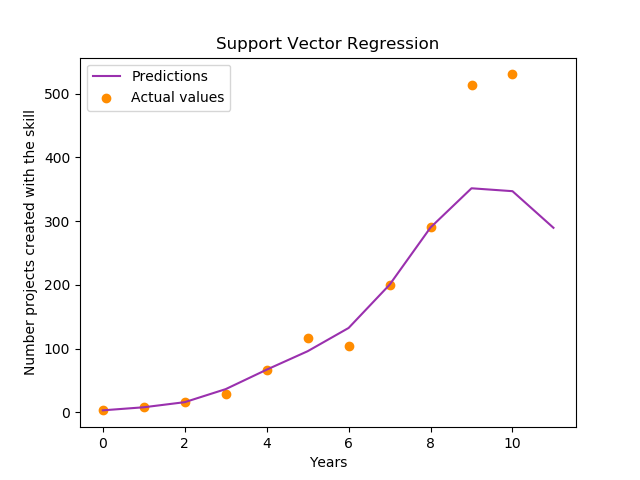 Support Vector Regression
Predictions
Actual values
Number projects created with the skill
500
400
300
200
100
0
0 2 4 6 8 10
Years